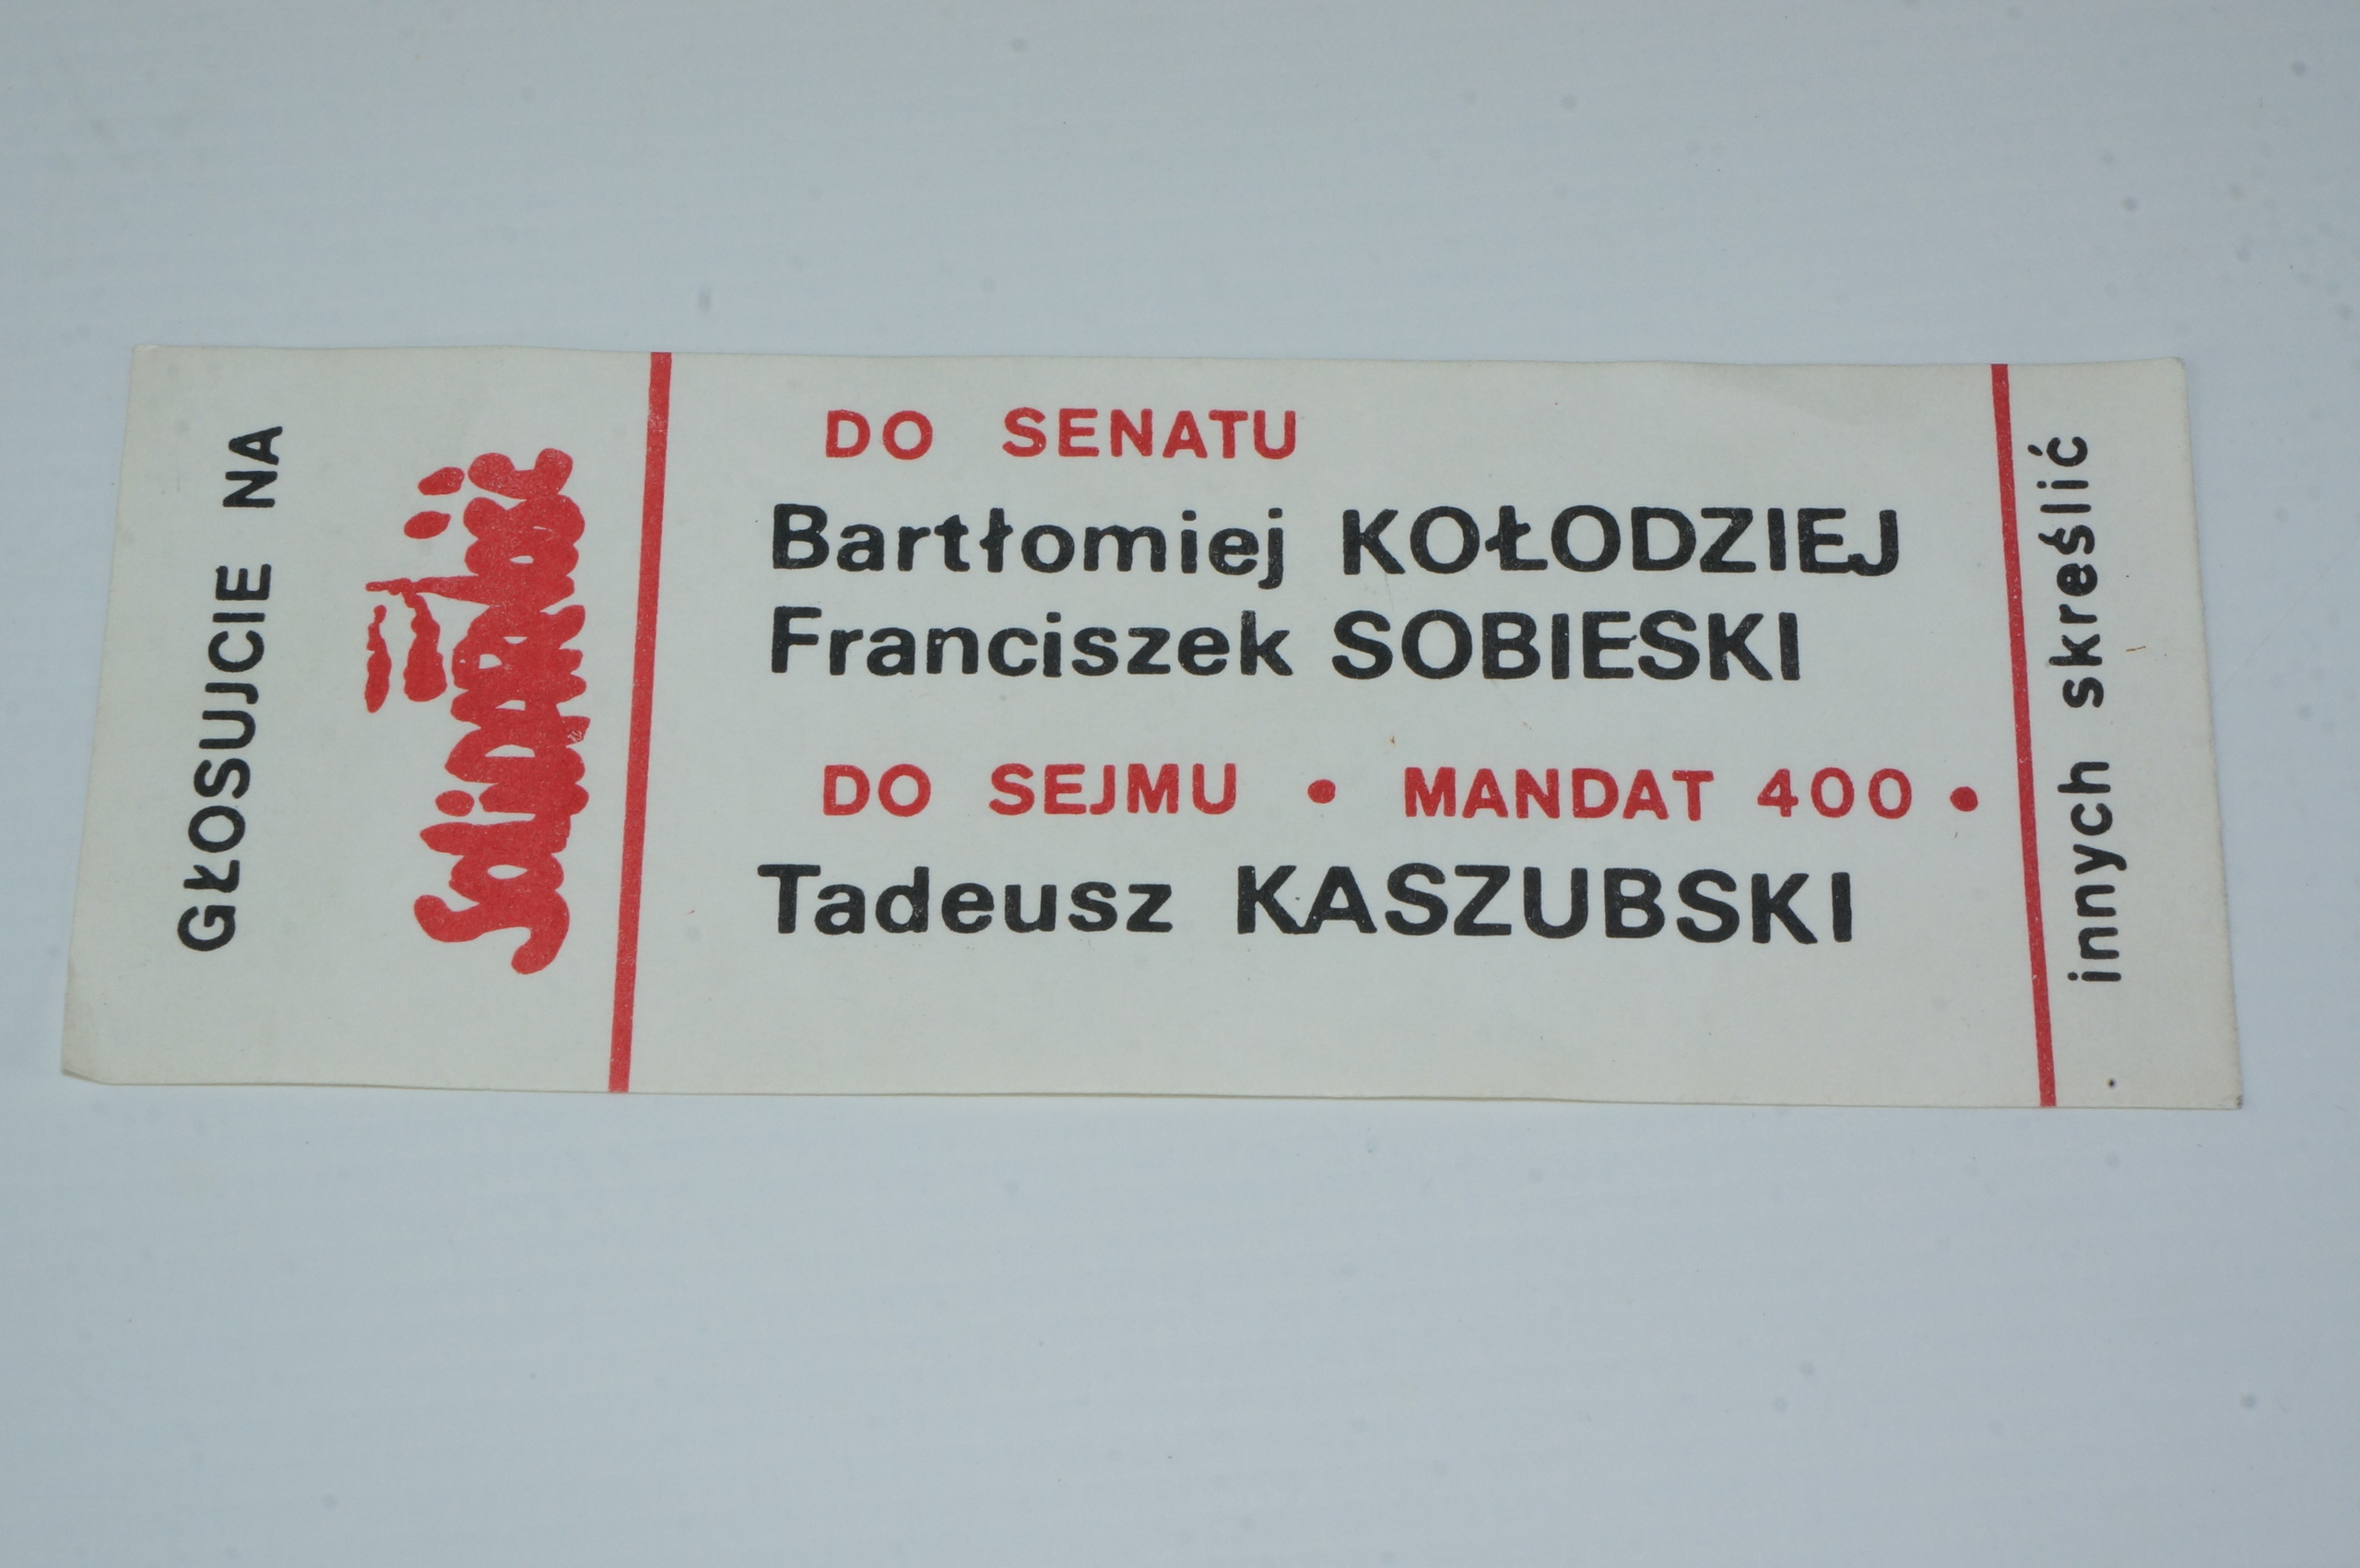 GŁOSUJCIE NA
Solidarność
DO SENATU
Bartłomiej KOŁODZIEJ
Franciszek SOBIESKI
DO SEJMU • MANDAT 400 •
Tadeusz KASZUBSKI
innych skreślić